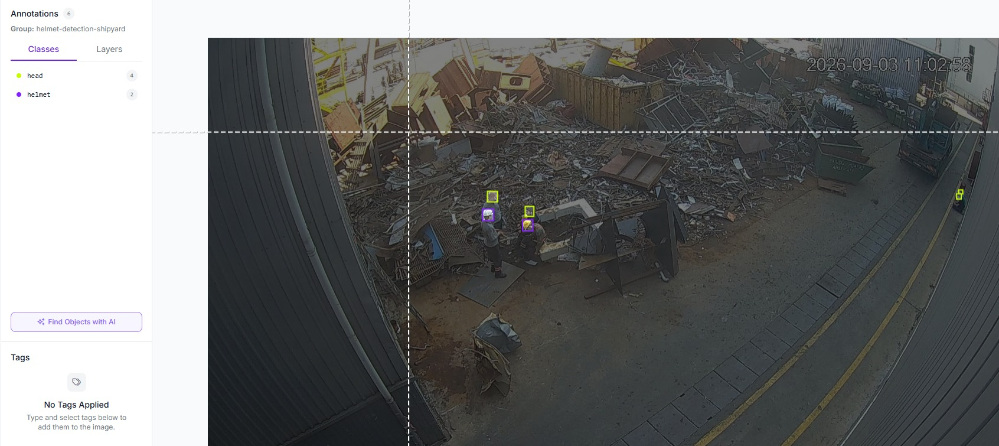 Annotations 6
Group: helmet-detection-shipyard
Classes Layers
head 4
helmet 2
Find Objects with AI
Tags
No Tags Applied
Type and select tags below to
add them to the image.
2026-09-03 11:02:58